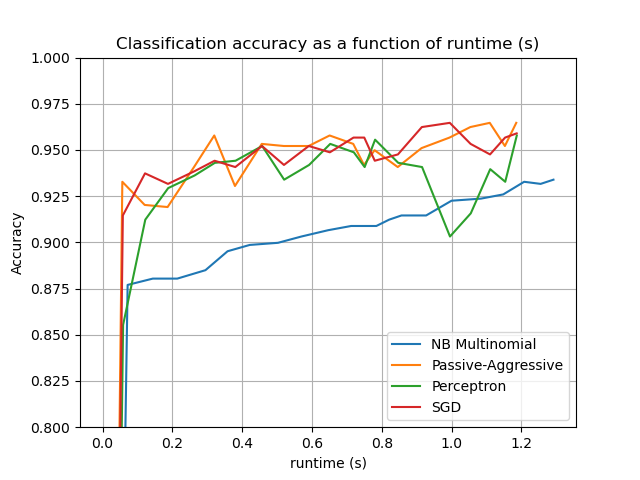 Classification accuracy as a function of runtime (s)
1.000
0.975
0.950
0.925
0.900
0.875
0.850
0.825
0.800
Accuracy
NB Multinomial
Passive-Aggressive
Perceptron
SGD
0.0 0.2 0.4 0.6 0.8 1.0 1.2
runtime (s)